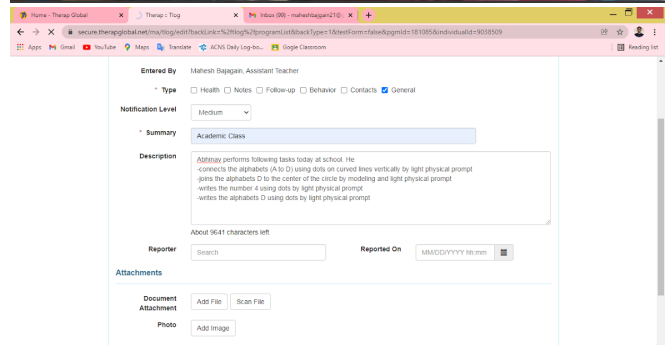 Home - Therap Global
Therap :: Tlog
Inbox (99) - maheshbajgain21@
secure.therapglobal.net/ma/tlog/edit?backLink=%2ftlog%2fprogramList&backType=1&testForm=false&pgmId=181085&individualId=9038509
Apps Gmail YouTube Maps Translate ACNS Daily Log-bo... Gogle Classroom Reading list
Entered By Mahesh Bajagain, Assistant Teacher
* Type Health Notes Follow-up Behavior Contacts General
Notification Level Medium
* Summary Academic Class
Description
Abhinav performs following tasks today at school. He
-connects the alphabets (A to D) using dots on curved lines vertically by light physical prompt
-joins the alphabets D to the center of the circle by modeling and light physical prompt
-writes the number 4 using dots by light physical prompt
-writes the alphabets D using dots by light physical prompt
About 9641 characters left
Reporter Search Reported On MM/DD/YYYY hh:mm
Attachments
Document
Attachment
Add File Scan File
Photo Add Image